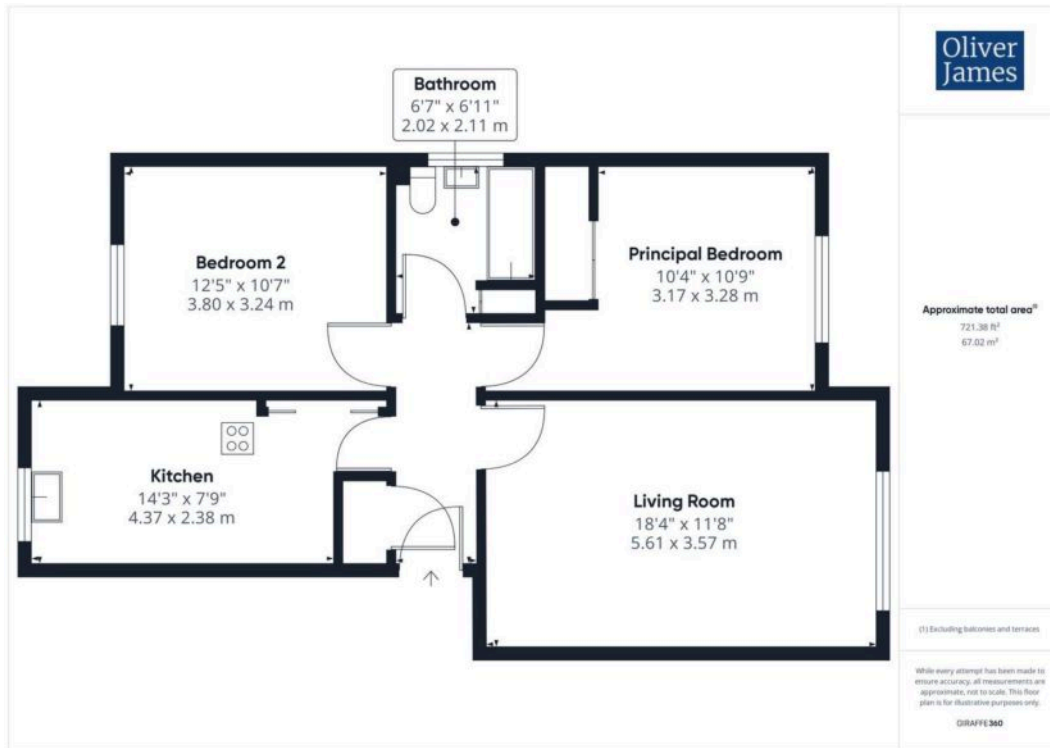 Oliver
James
Bathroom
6'7" x 6'11"
2.02 x 2.11 m
Bedroom 2
12'5" x 10'7"
3.80 x 3.24 m
Principal Bedroom
10'4" x 10'9"
3.17 x 3.28 m
Kitchen
14'3" x 7'9"
4.37 x 2.38 m
Living Room
18'4" x 11'8"
5.61 x 3.57 m
Approximate total area⁽¹⁾
721.38 ft²
67.02 m²
(1) Excluding balconies and terraces
While every attempt has been made to
ensure accuracy, all measurements are
approximate, not to scale. This floor
plan is for illustrative purposes only.
GIRAFFE360